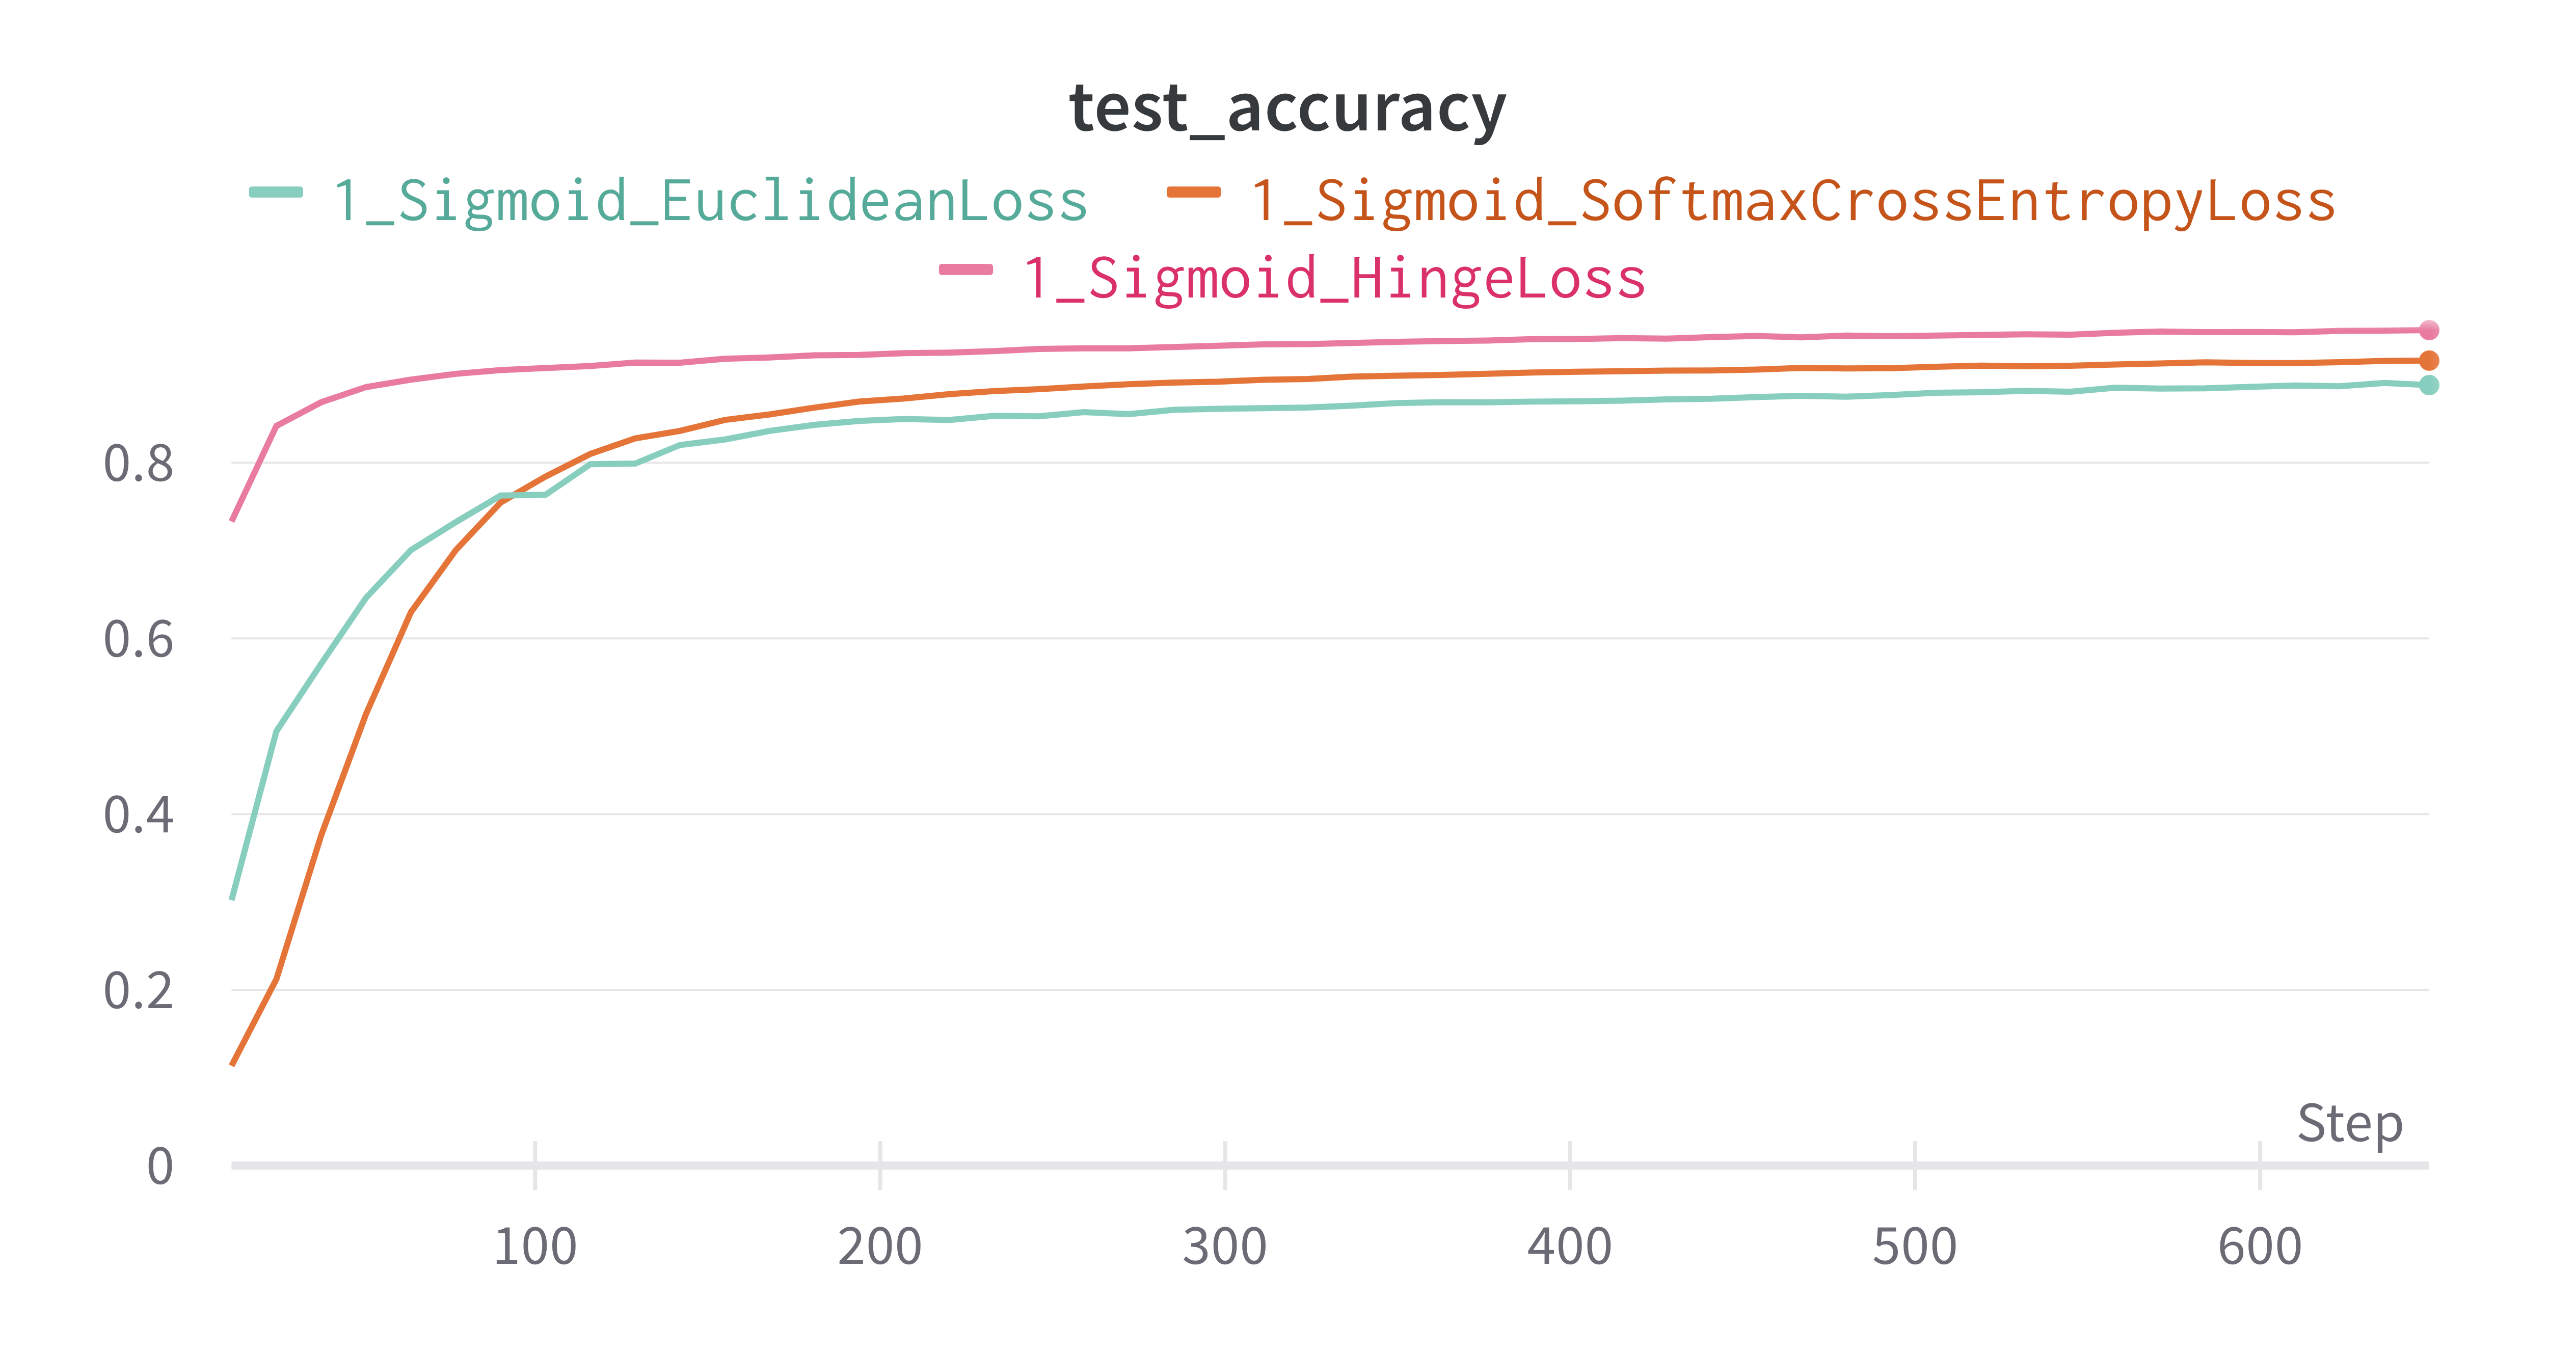 test_accuracy
1_Sigmoid_EuclideanLoss 1_Sigmoid_SoftmaxCrossEntropyLoss
1_Sigmoid_HingeLoss
0.8
0.6
0.4
0.2
Step
0
100 200 300 400 500 600